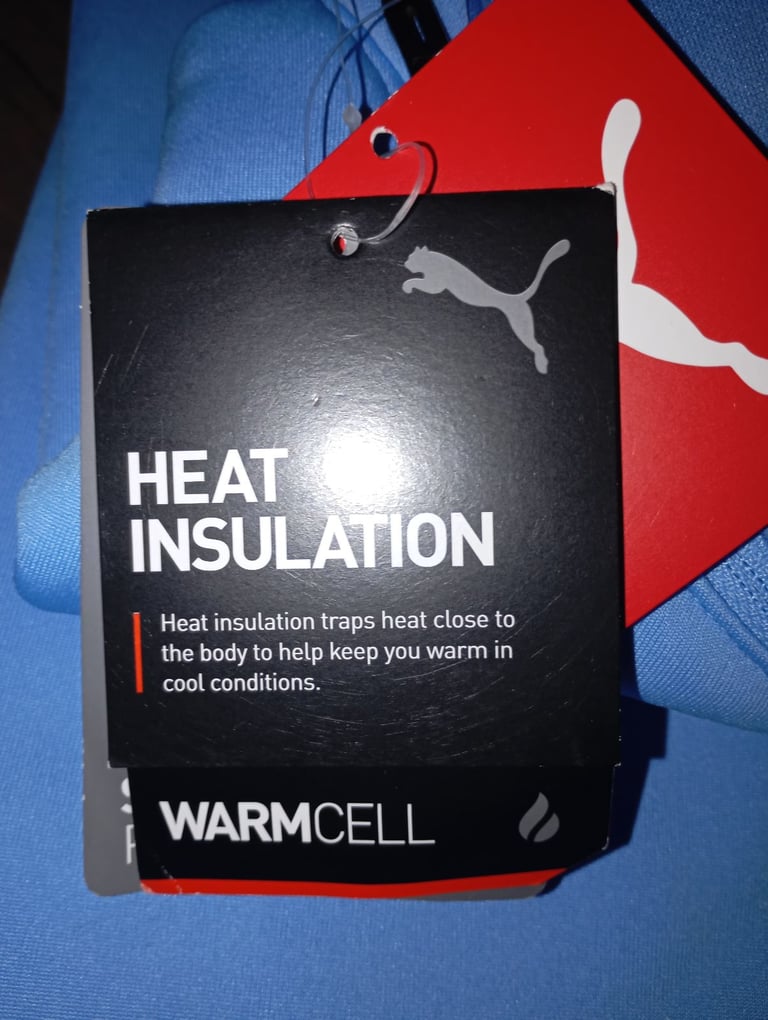 HEAT
INSULATION
Heat insulation traps heat close to
the body to help keep you warm in
cool conditions.
WARMCELL